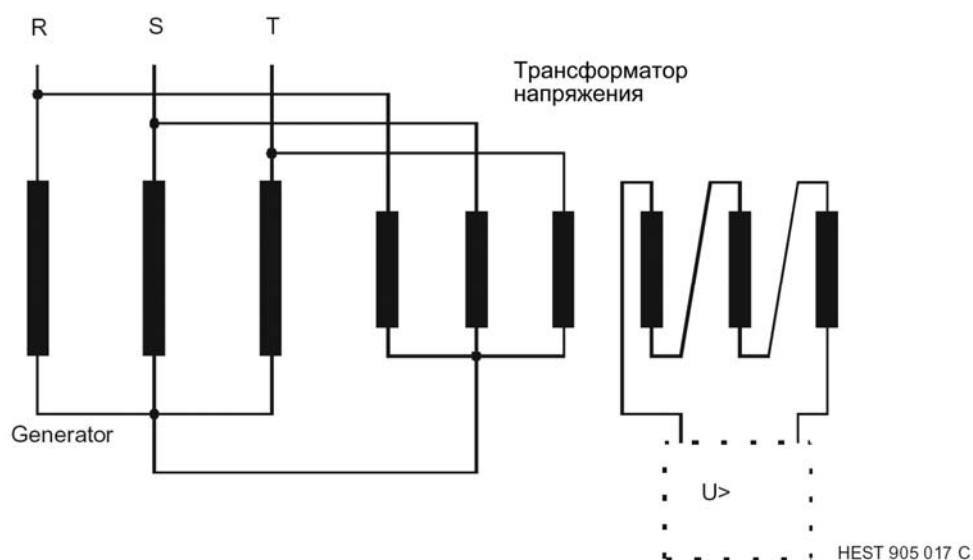 R S T
Трансформатор
напряжения
Generator
U>
HEST 905 017 C